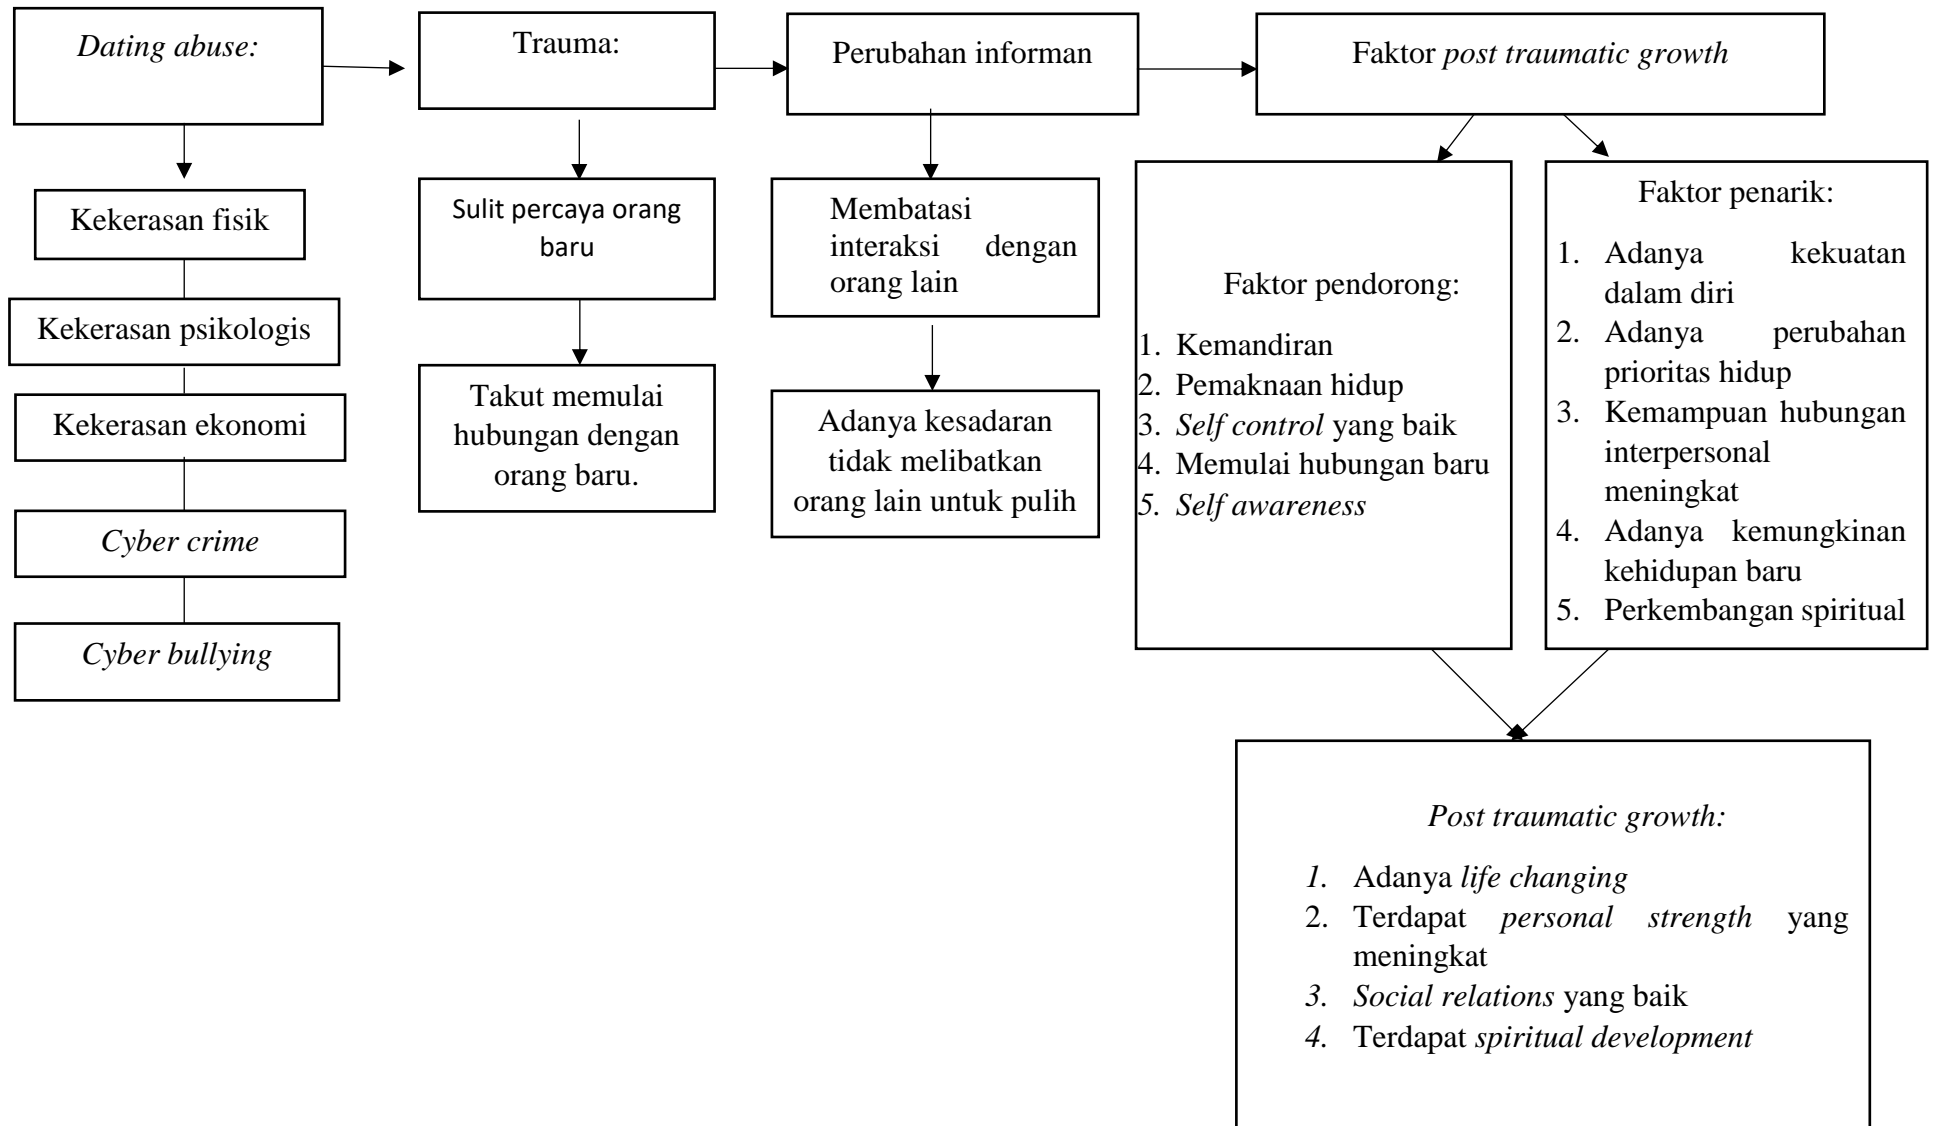 Dating abuse:
Kekerasan fisik
Kekerasan psikologis
Kekerasan ekonomi
Cyber crime
Cyber bullying
Trauma:
Sulit percaya orang
baru
Takut memulai
hubungan dengan
orang baru.
Perubahan informan
Membatasi
interaksi dengan
orang lain
Adanya kesadaran
tidak melibatkan
orang lain untuk pulih
Faktor post traumatic growth
Faktor pendorong:
1. Kemandiran
2. Pemaknaan hidup
3. Self control yang baik
4. Memulai hubungan baru
5. Self awareness
Faktor penarik:
1. Adanya kekuatan
dalam diri
2. Adanya perubahan
prioritas hidup
3. Kemampuan hubungan
interpersonal
meningkat
4. Adanya kemungkinan
kehidupan baru
5. Perkembangan spiritual
Post traumatic growth:
1. Adanya life changing
2. Terdapat personal strength yang
meningkat
3. Social relations yang baik
4. Terdapat spiritual development